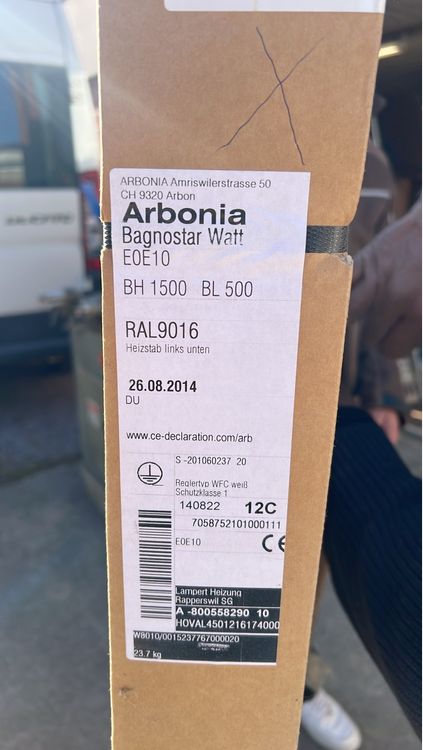 ARBONIA Amriswilerstrasse 50
CH 9320 Arbon
Arbonia
Bagnostar Watt
E0E10
BH 1500 BL 500
RAL9016
Heizstab links unten
26.08.2014
DU
www.ce-declaration.com/arb
S -201060237 20
Reglertyp WFC weiß
Schutzklasse 1
140822 12C
7058752101000111
E0E10
CE
Lampert Heizung
Rapperswil SG
A -800558290 10
HOVAL4501216174000
W8010/0015237767000020
23.7 kg